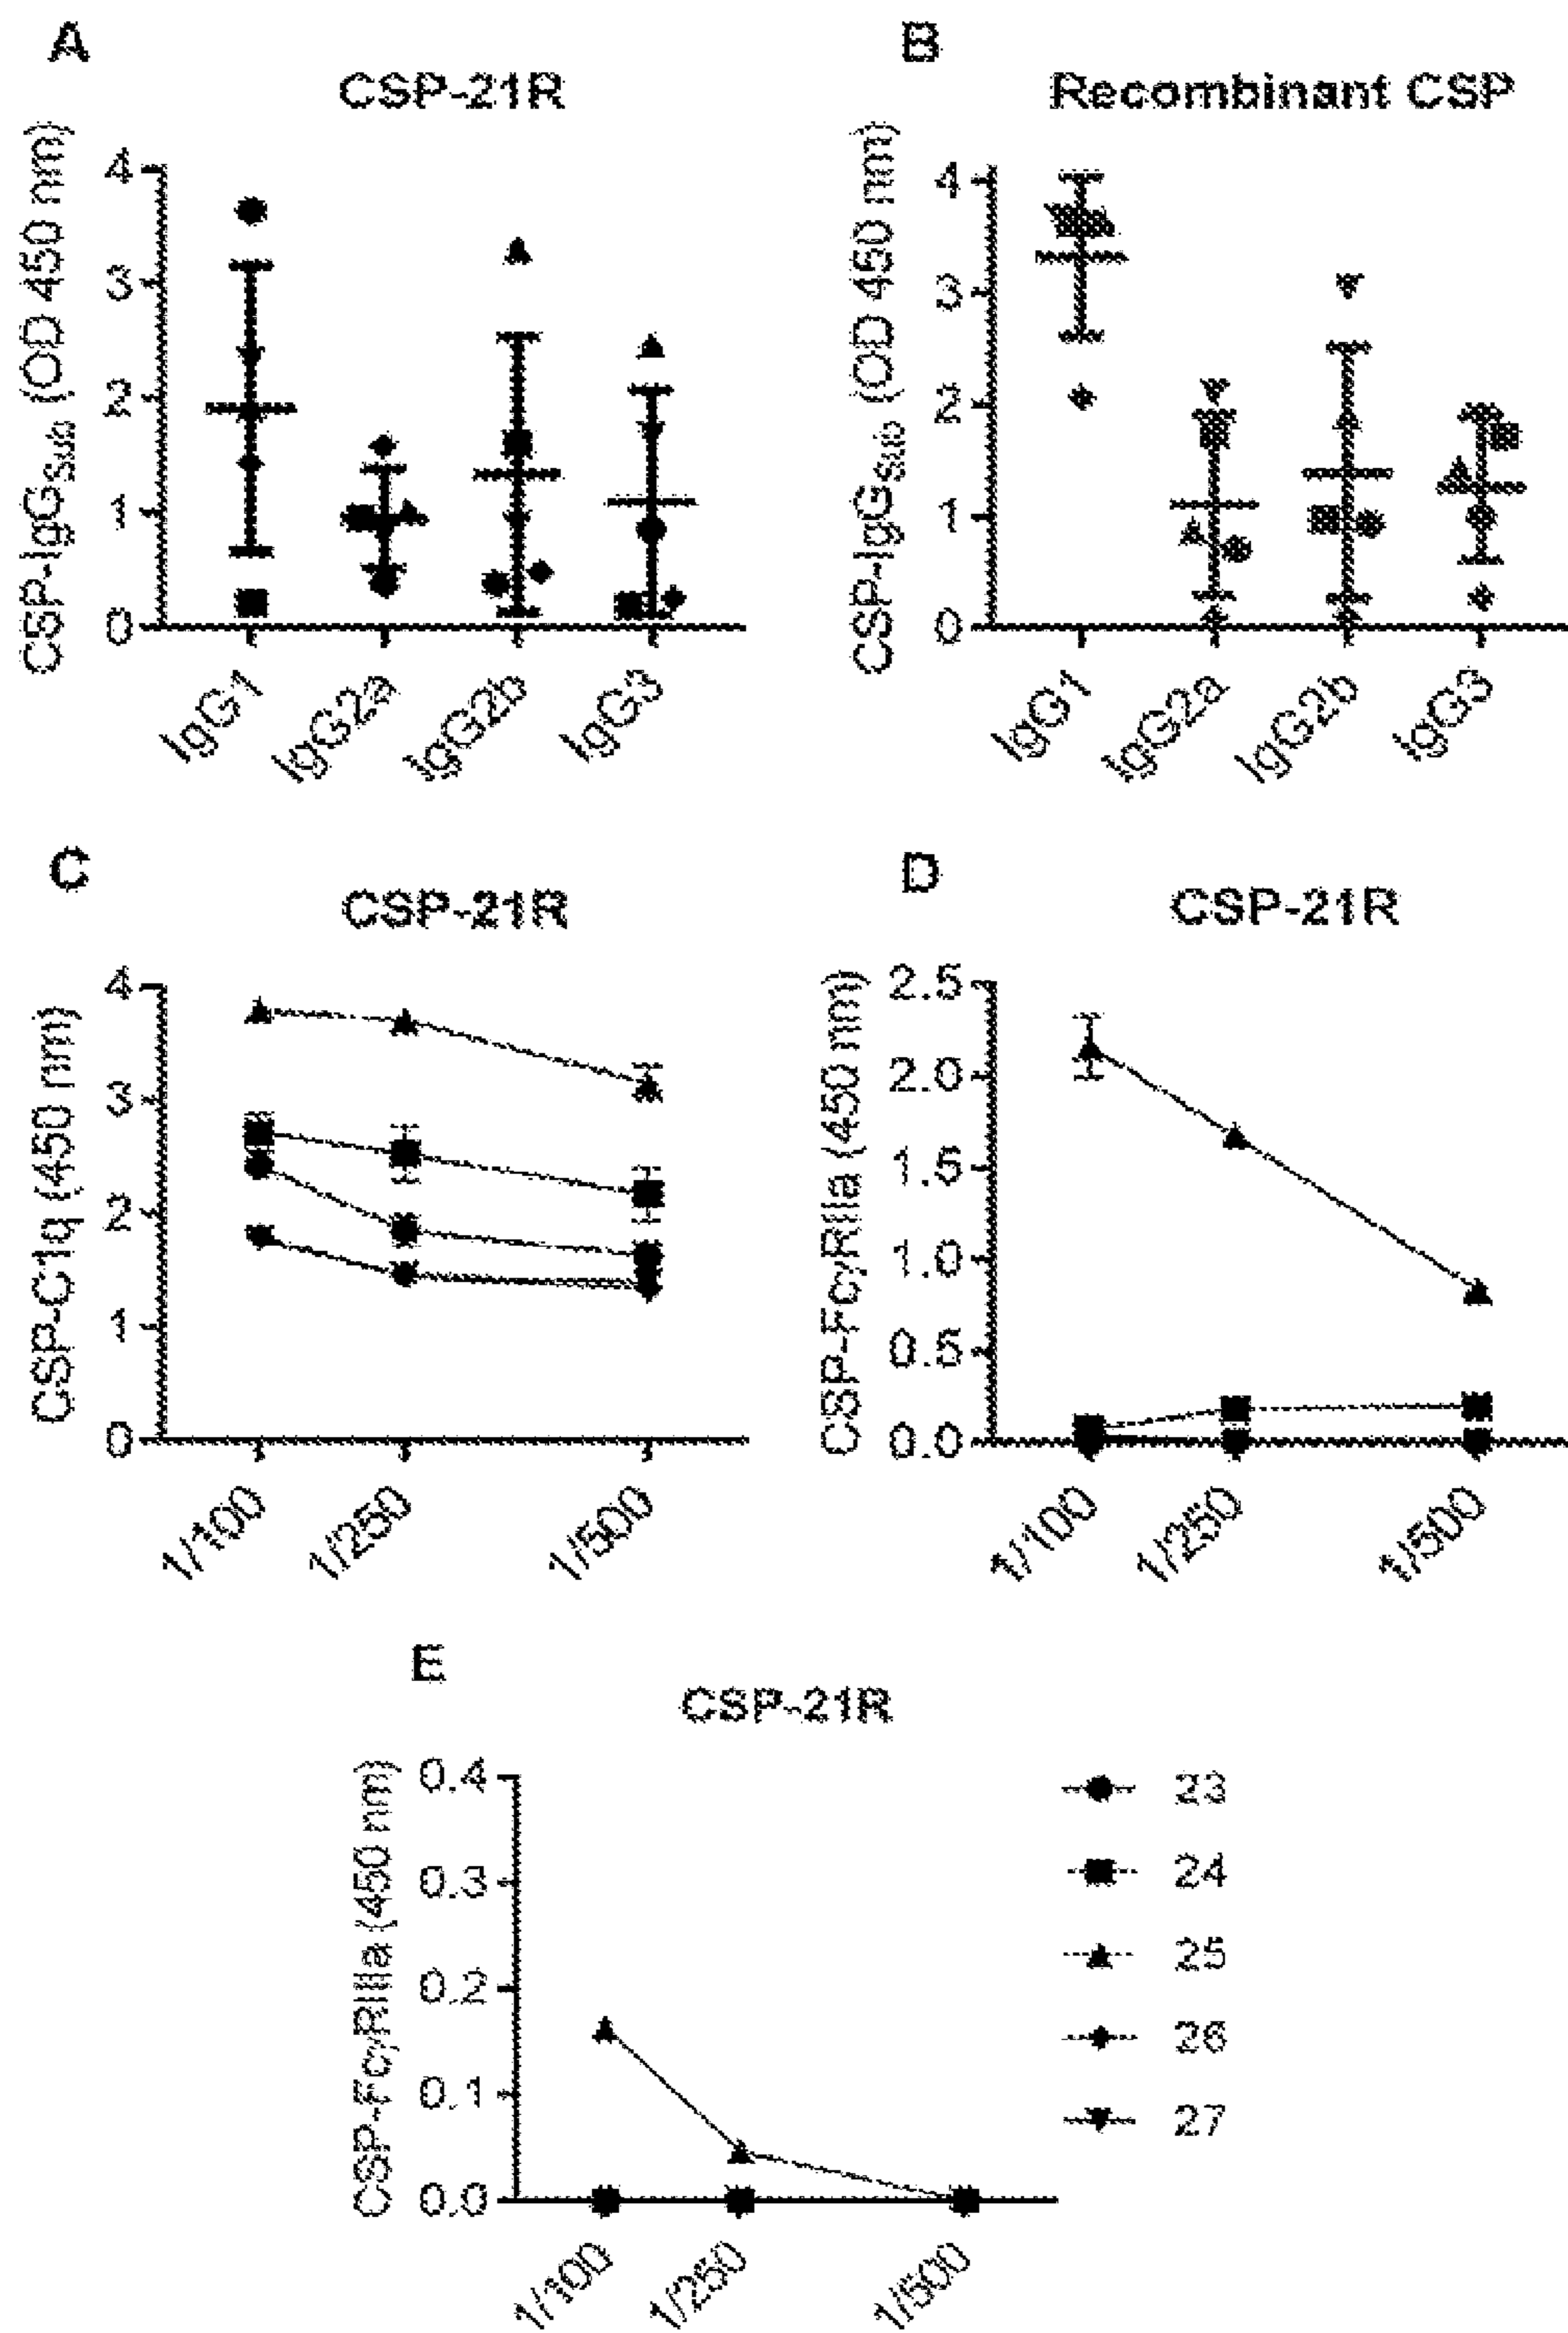 A
CSP-21R
CSP-IgGSub (OD 450 nm)
4
3
2
1
0
IgG1
IgG2a
IgG2b
IgG3
B
Recombinant CSP
CSP-IgGSub (OD 450 nm)
4
3
2
1
0
IgG1
IgG2a
IgG2b
IgG3
C
CSP-21R
CSP-C1q (450 nm)
4
3
2
1
0
1/100
1/250
1/500
D
CSP-21R
CSP-FcγRIIa (450 nm)
2.5
2.0
1.5
1.0
0.5
0.0
1/100
1/250
1/500
E
CSP-21R
CSP-FcγRIIIa (450 nm)
0.4
0.3
0.2
0.1
0.0
1/100
1/250
1/500
23
24
25
26
27